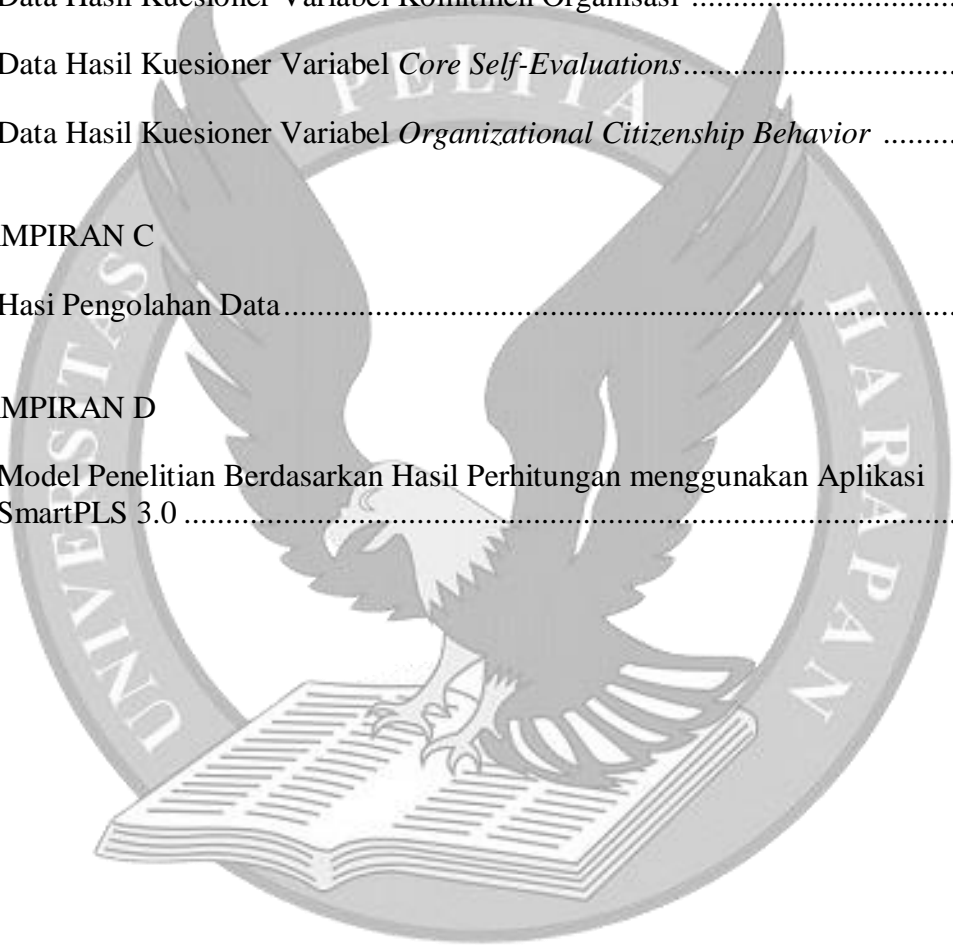 Data Hasil Kuesioner Variabel Komitmen Organisasi ................................
Data Hasil Kuesioner Variabel Core Self-Evaluations.................................
Data Hasil Kuesioner Variabel Organizational Citizenship Behavior .........
MPIRAN C
Hasi Pengolahan Data................................................................................
MPIRAN D
Model Penelitian Berdasarkan Hasil Perhitungan menggunakan Aplikasi
SmartPLS 3.0 ............................................................................................
UNIVERSTAS PELITA HARAPAN